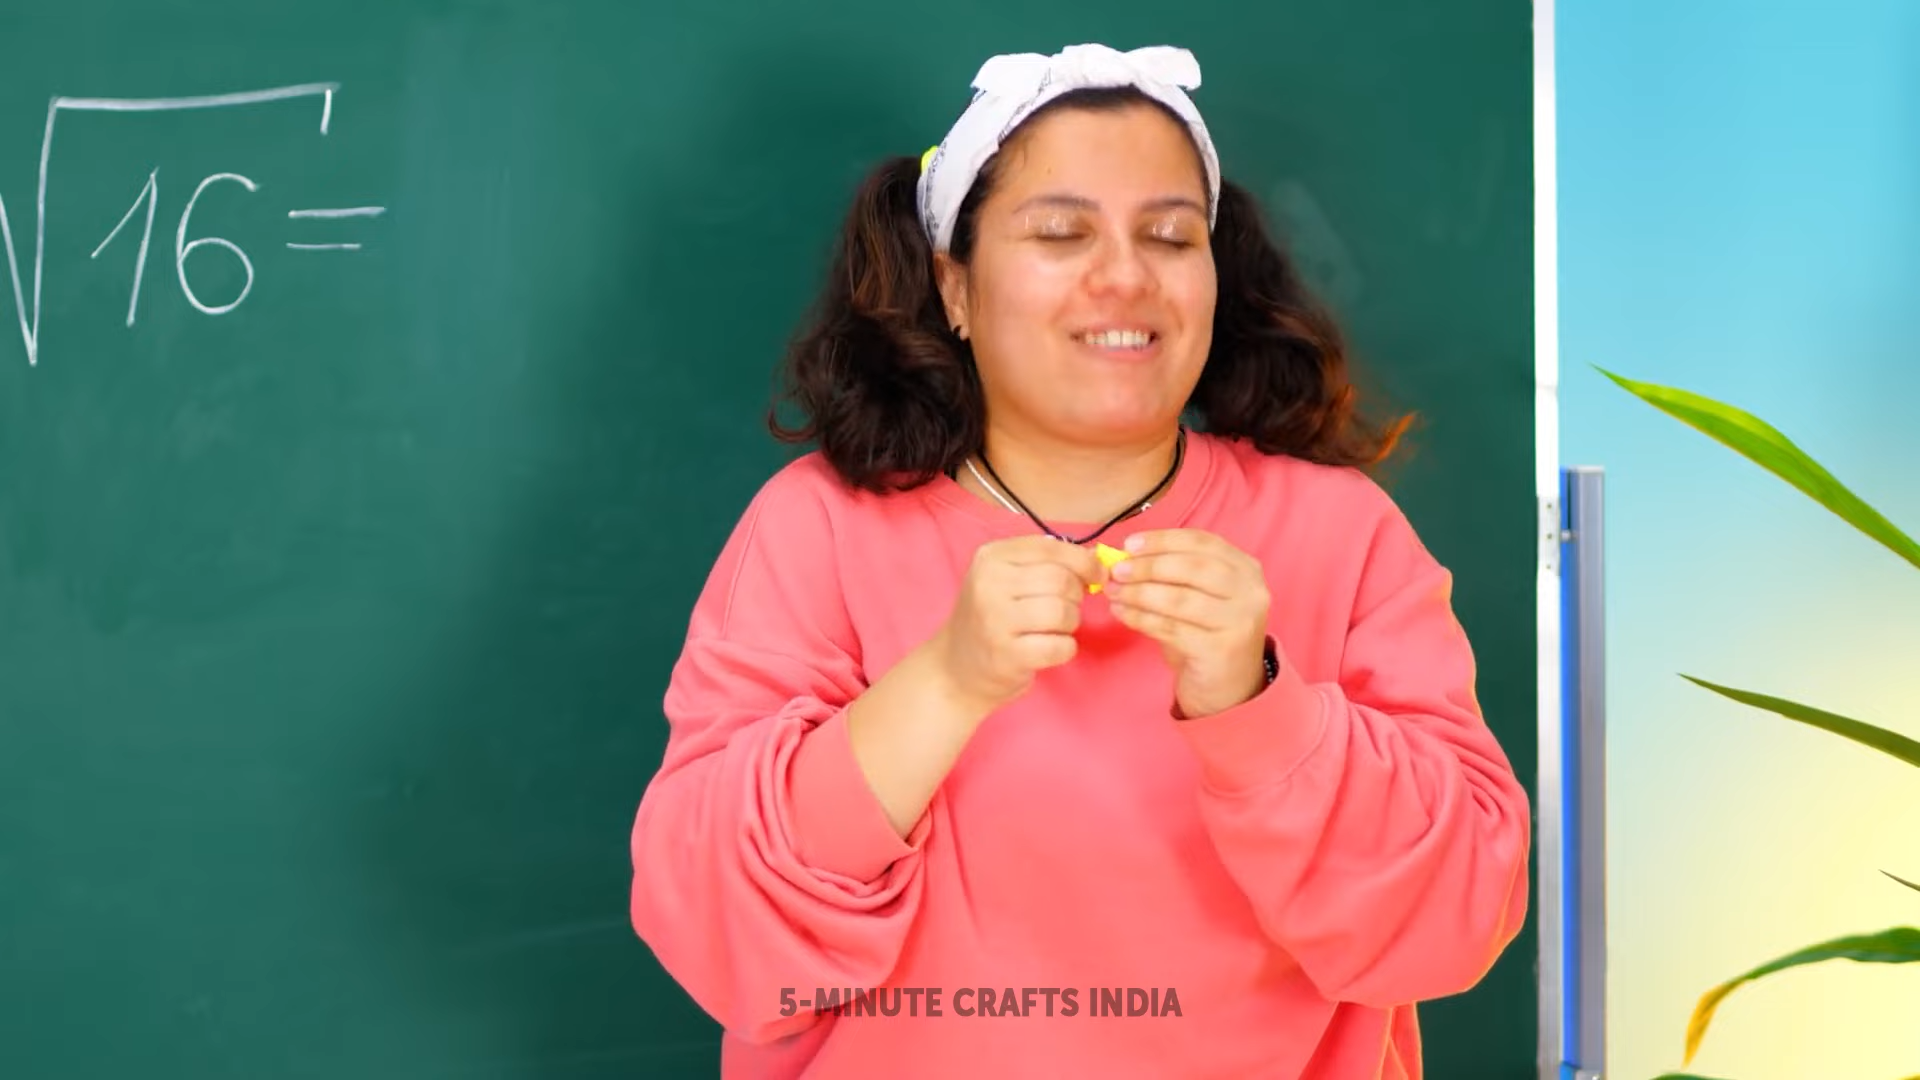 √16=
5-MINUTE CRAFTS INDIA